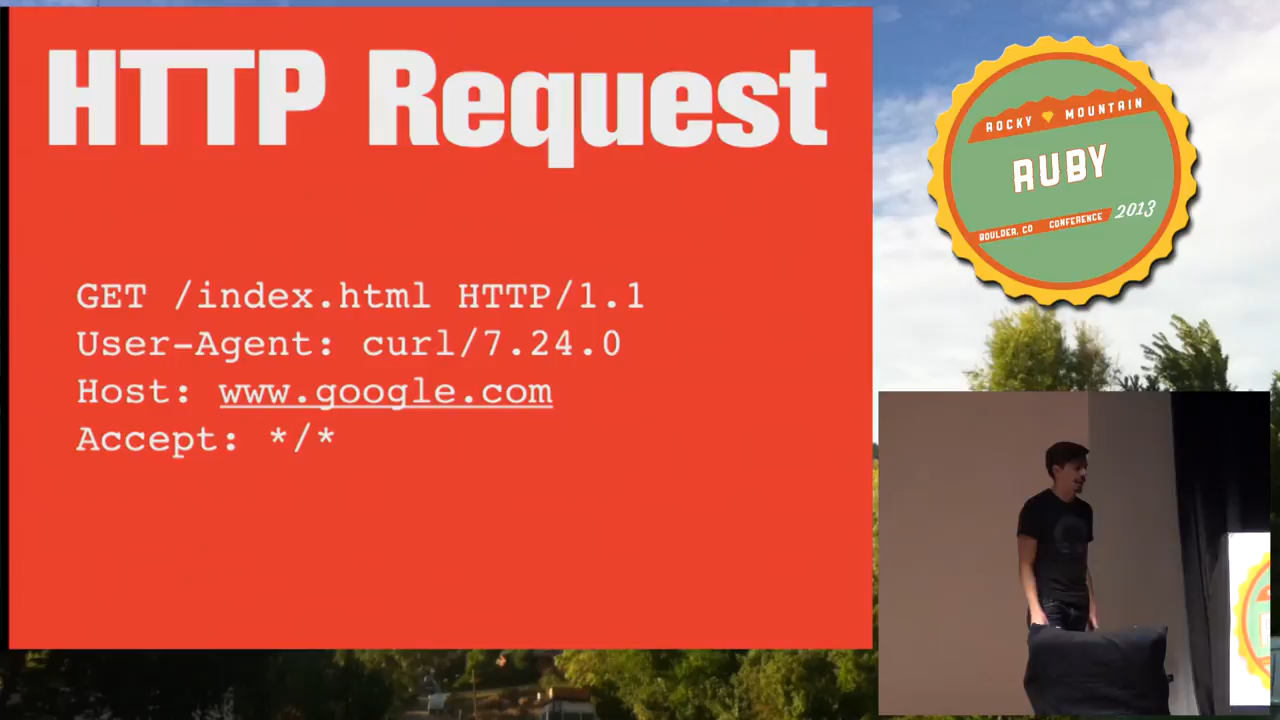 HTTP Request
GET /index.html HTTP/1.1
User-Agent: curl/7.24.0
Host: www.google.com
Accept: */*
ROCKY MOUNTAIN
RUBY
BOULDER, CO CONFERENCE 2013